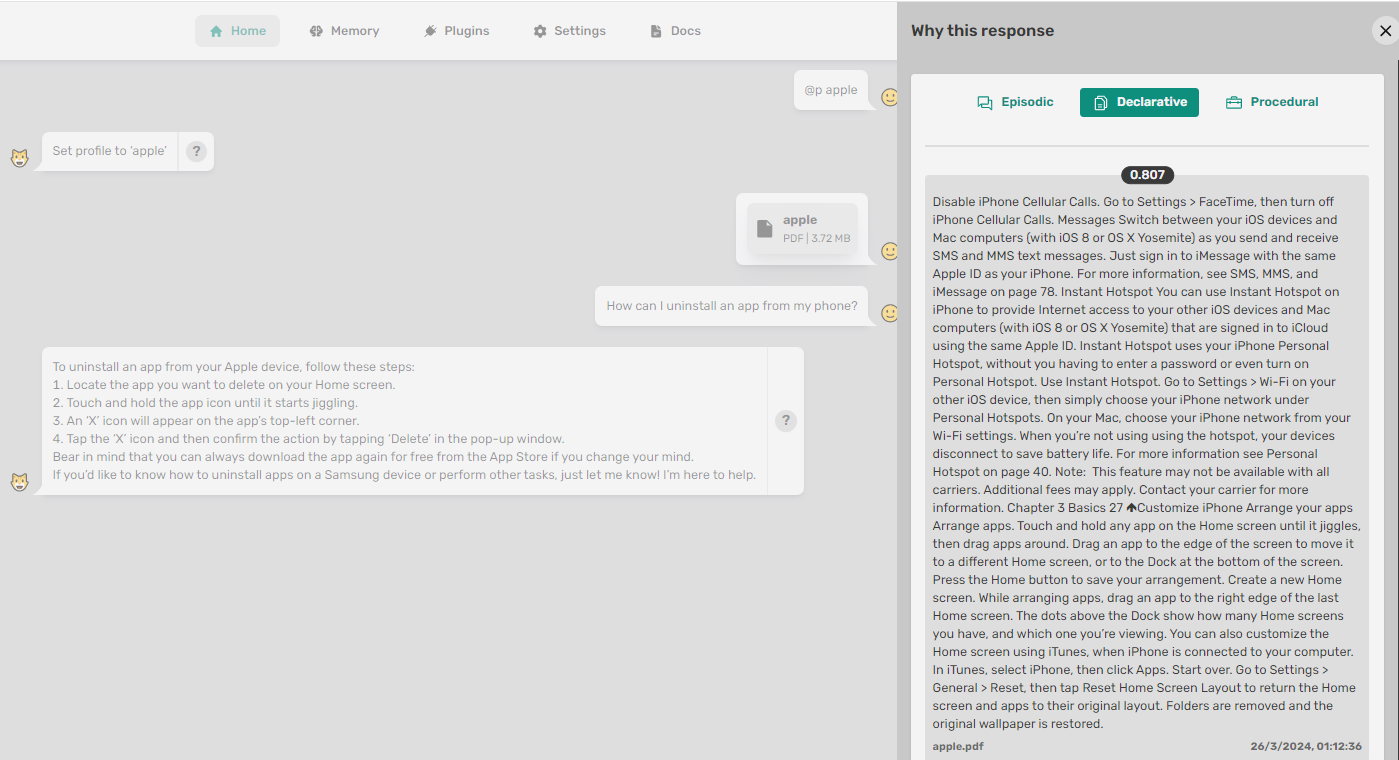 Home
Memory
Plugins
Settings
Docs
@p apple
Set profile to 'apple'
?
apple
PDF | 3.72 MB
How can I uninstall an app from my phone?
To uninstall an app from your Apple device, follow these steps:
1. Locate the app you want to delete on your Home screen.
2. Touch and hold the app icon until it starts jiggling.
3. An 'X' icon will appear on the app's top-left corner.
4. Tap the 'X' icon and then confirm the action by tapping 'Delete' in the pop-up window.
Bear in mind that you can always download the app again for free from the App Store if you change your mind.
If you'd like to know how to uninstall apps on a Samsung device or perform other tasks, just let me know! I'm here to help.
?
Why this response
Episodic
Declarative
Procedural
0.807
Disable iPhone Cellular Calls. Go to Settings > FaceTime, then turn off
iPhone Cellular Calls. Messages Switch between your iOS devices and
Mac computers (with iOS 8 or OS X Yosemite) as you send and receive
SMS and MMS text messages. Just sign in to iMessage with the same
Apple ID as your iPhone. For more information, see SMS, MMS, and
iMessage on page 78. Instant Hotspot You can use Instant Hotspot on
iPhone to provide Internet access to your other iOS devices and Mac
computers (with iOS 8 or OS X Yosemite) that are signed in to iCloud
using the same Apple ID. Instant Hotspot uses your iPhone Personal
Hotspot, without you having to enter a password or even turn on
Personal Hotspot. Use Instant Hotspot. Go to Settings > Wi-Fi on your
other iOS device, then simply choose your iPhone network under
Personal Hotspots. On your Mac, choose your iPhone network from your
Wi-Fi settings. When you're not using using the hotspot, your devices
disconnect to save battery life. For more information see Personal
Hotspot on page 40. Note: This feature may not be available with all
carriers. Additional fees may apply. Contact your carrier for more
information. Chapter 3 Basics 27 🡅Customize iPhone Arrange your apps
Arrange apps. Touch and hold any app on the Home screen until it jiggles,
then drag apps around. Drag an app to the edge of the screen to move it
to a different Home screen, or to the Dock at the bottom of the screen.
Press the Home button to save your arrangement. Create a new Home
screen. While arranging apps, drag an app to the right edge of the last
Home screen. The dots above the Dock show how many Home screens
you have, and which one you're viewing. You can also customize the
Home screen using iTunes, when iPhone is connected to your computer.
In iTunes, select iPhone, then click Apps. Start over. Go to Settings >
General > Reset, then tap Reset Home Screen Layout to return the Home
screen and apps to their original layout. Folders are removed and the
original wallpaper is restored.
apple.pdf
26/3/2024, 01:12:36